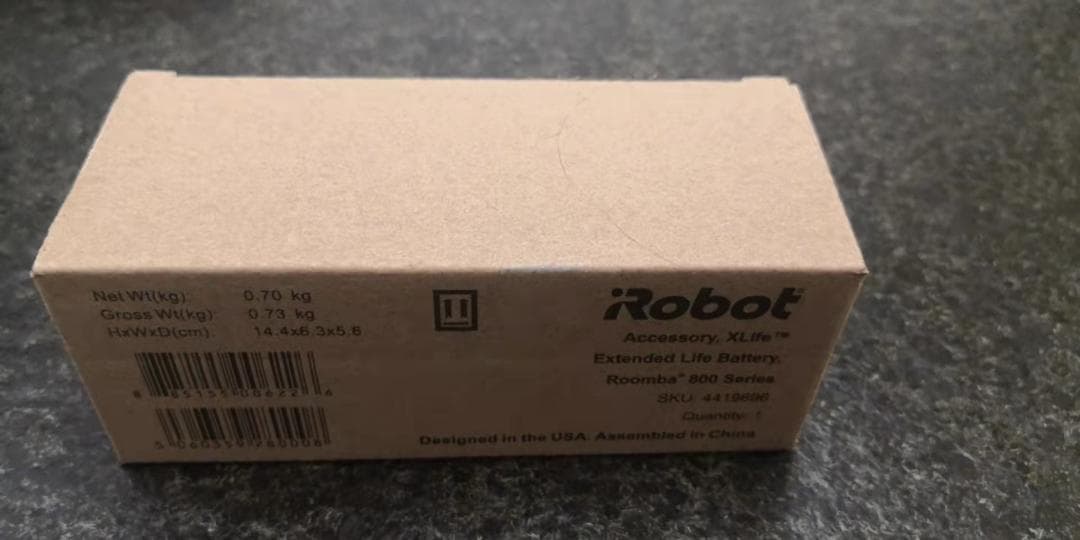 Net Wt(kg): 0.70 kg
Gross Wt(kg): 0.73 kg
HxWxD(cm): 14.4x6.3x5.6
iRobot®
Accessory, XLife™
Extended Life Battery,
Roomba® 800 Series
SKU: 4419696
Quantity: 1
Designed in the USA. Assembled in China